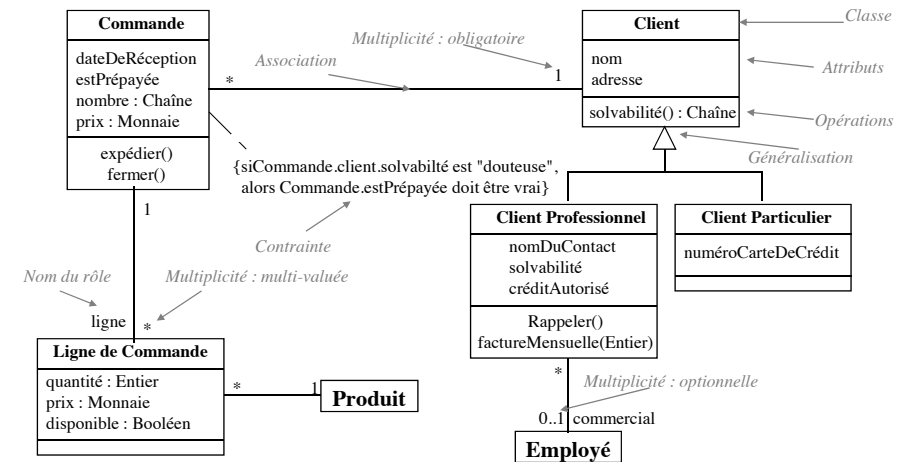 Commande
dateDeRéception
estPrépayée
nombre : Chaîne
prix : Monnaie
expédier()
fermer()
Association
*
Multiplicité : obligatoire
1
Client
nom
adresse
solvabilité() : Chaîne
Classe
Attributs
Opérations
Généralisation
{siCommande.client.solvabilté est "douteuse",
alors Commande.estPrépayée doit être vrai}
Contrainte
1
Nom du rôle
Multiplicité : multi-valuée
ligne
*
Client Professionnel
nomDuContact
solvabilité
créditAutorisé
Rappeler()
factureMensuelle(Entier)
Client Particulier
numéroCarteDeCrédit
Ligne de Commande
quantité : Entier
prix : Monnaie
disponible : Booléen
*
1
Produit
*
Multiplicité : optionnelle
0..1
commercial
Employé